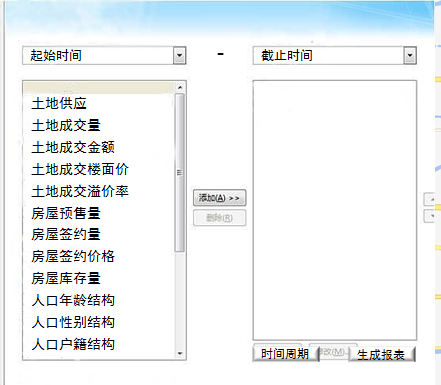 起始时间
-
截止时间
土地供应
土地成交量
土地成交金额
土地成交楼面价
土地成交溢价率
房屋预售量
房屋签约量
房屋签约价格
房屋库存量
人口年龄结构
人口性别结构
人口户籍结构
添加(A) >>
删除(R)
时间周期
改(M)...
生成报表